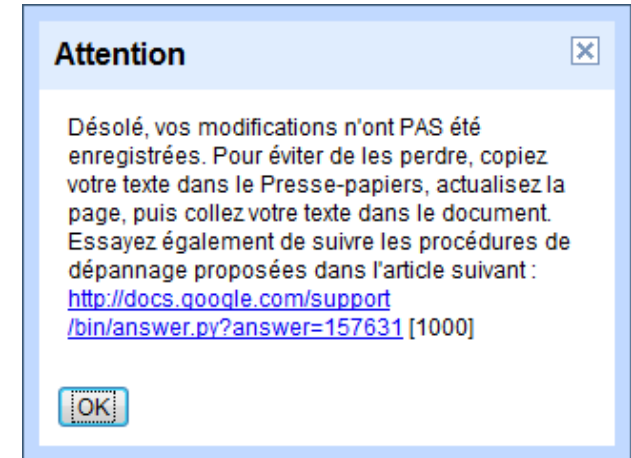 Attention
Désolé, vos modifications n'ont PAS été
enregistrées. Pour éviter de les perdre, copiez
votre texte dans le Presse-papiers, actualisez la
page, puis collez votre texte dans le document.
Essayez également de suivre les procédures de
dépannage proposées dans l'article suivant :
http://docs.google.com/support
/bin/answer.py?answer=157631 [1000]
OK